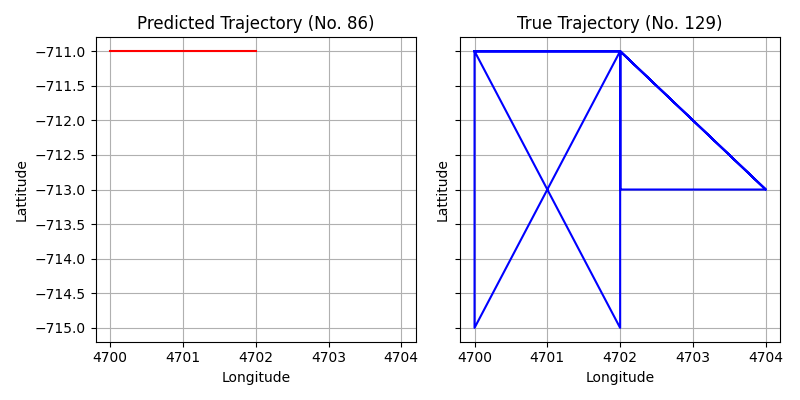 Predicted Trajectory (No. 86)
Lattitude
−711.0
−711.5
−712.0
−712.5
−713.0
−713.5
−714.0
−714.5
−715.0
4700 4701 4702 4703 4704
Longitude
True Trajectory (No. 129)
Lattitude
4700 4701 4702 4703 4704
Longitude